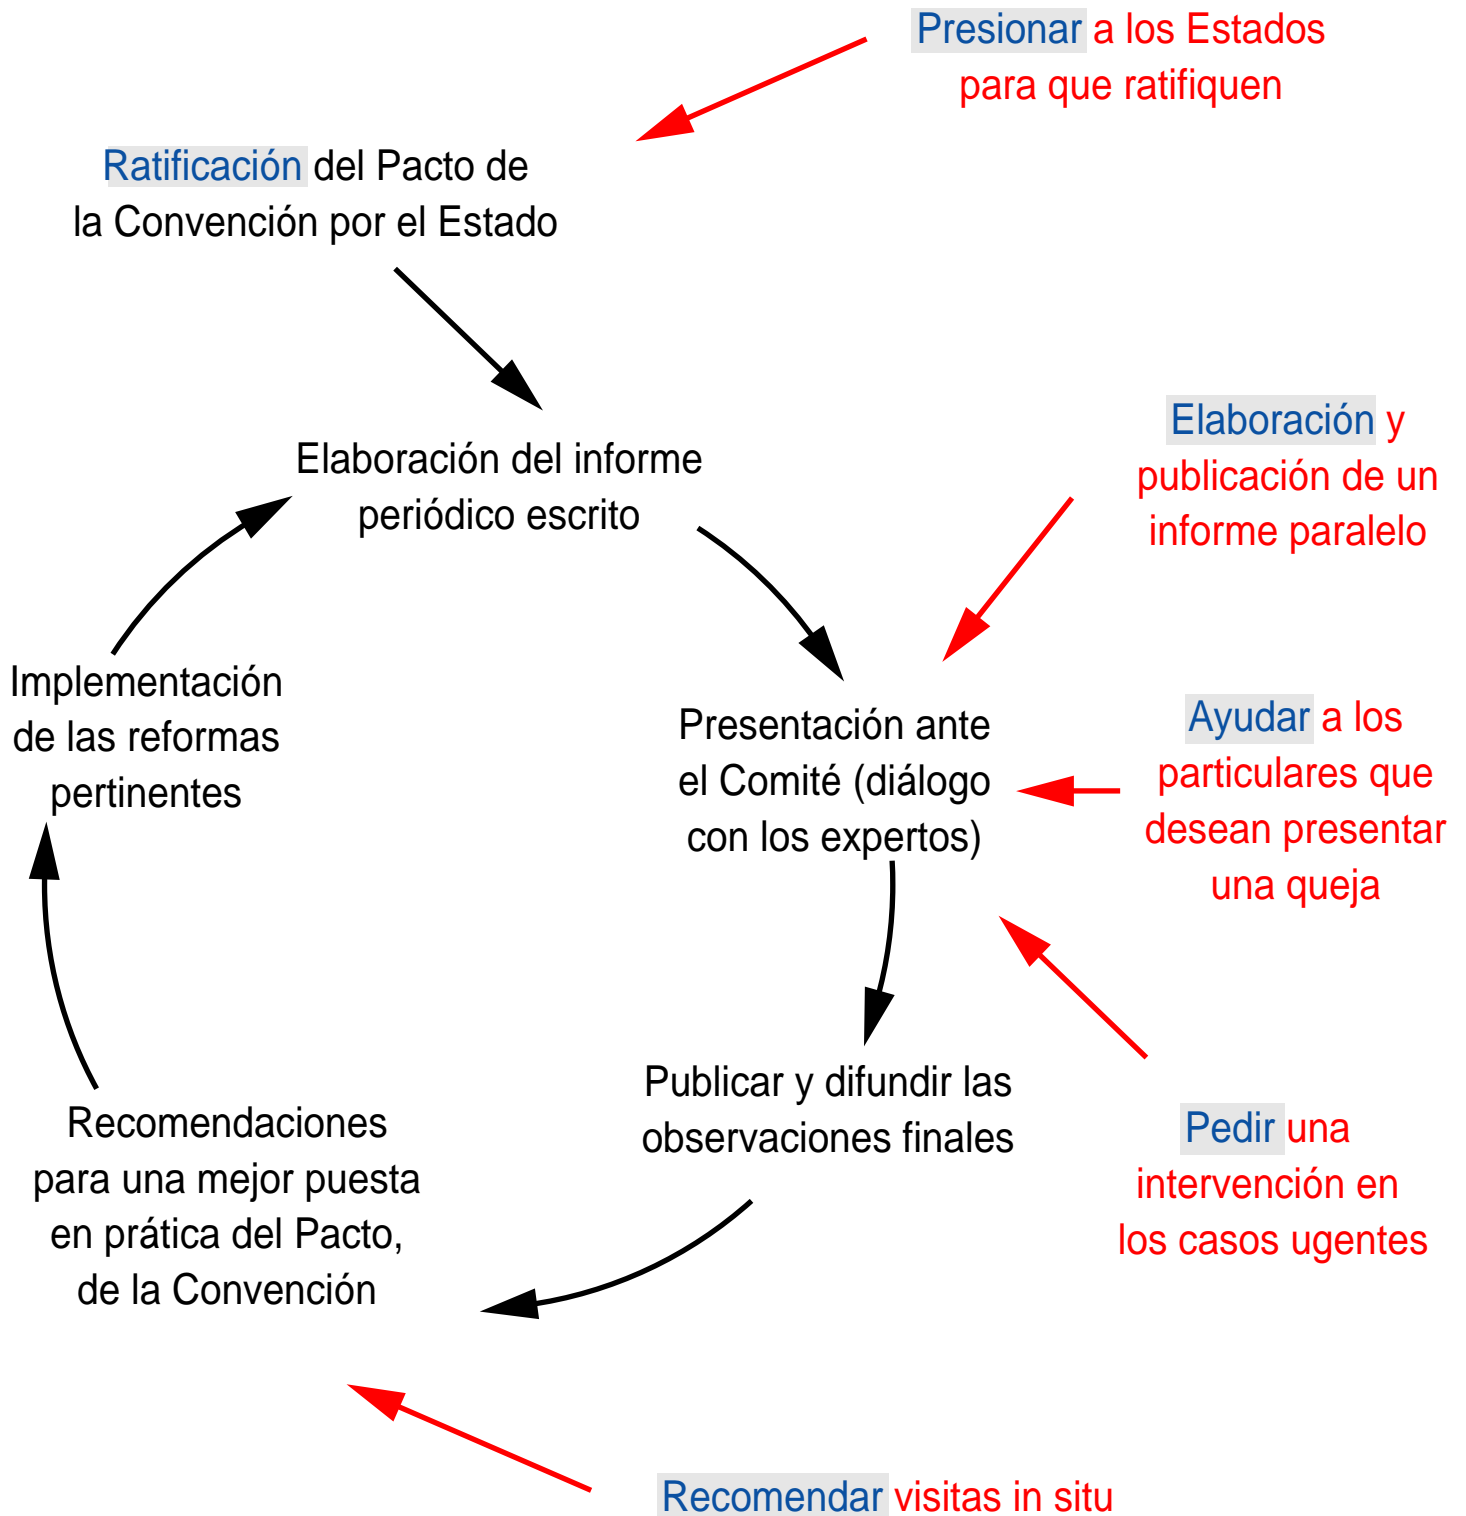 Presionar a los Estados
para que ratifiquen
Ratificación del Pacto de
la Convención por el Estado
Elaboración del informe
periódico escrito
Elaboración y
publicación de un
informe paralelo
Implementación
de las reformas
pertinentes
Presentación ante
el Comité (diálogo
con los expertos)
Ayudar a los
particulares que
desean presentar
una queja
Publicar y difundir las
observaciones finales
Recomendaciones
para una mejor puesta
en prática del Pacto,
de la Convención
Pedir una
intervención en
los casos ugentes
Recomendar visitas in situ